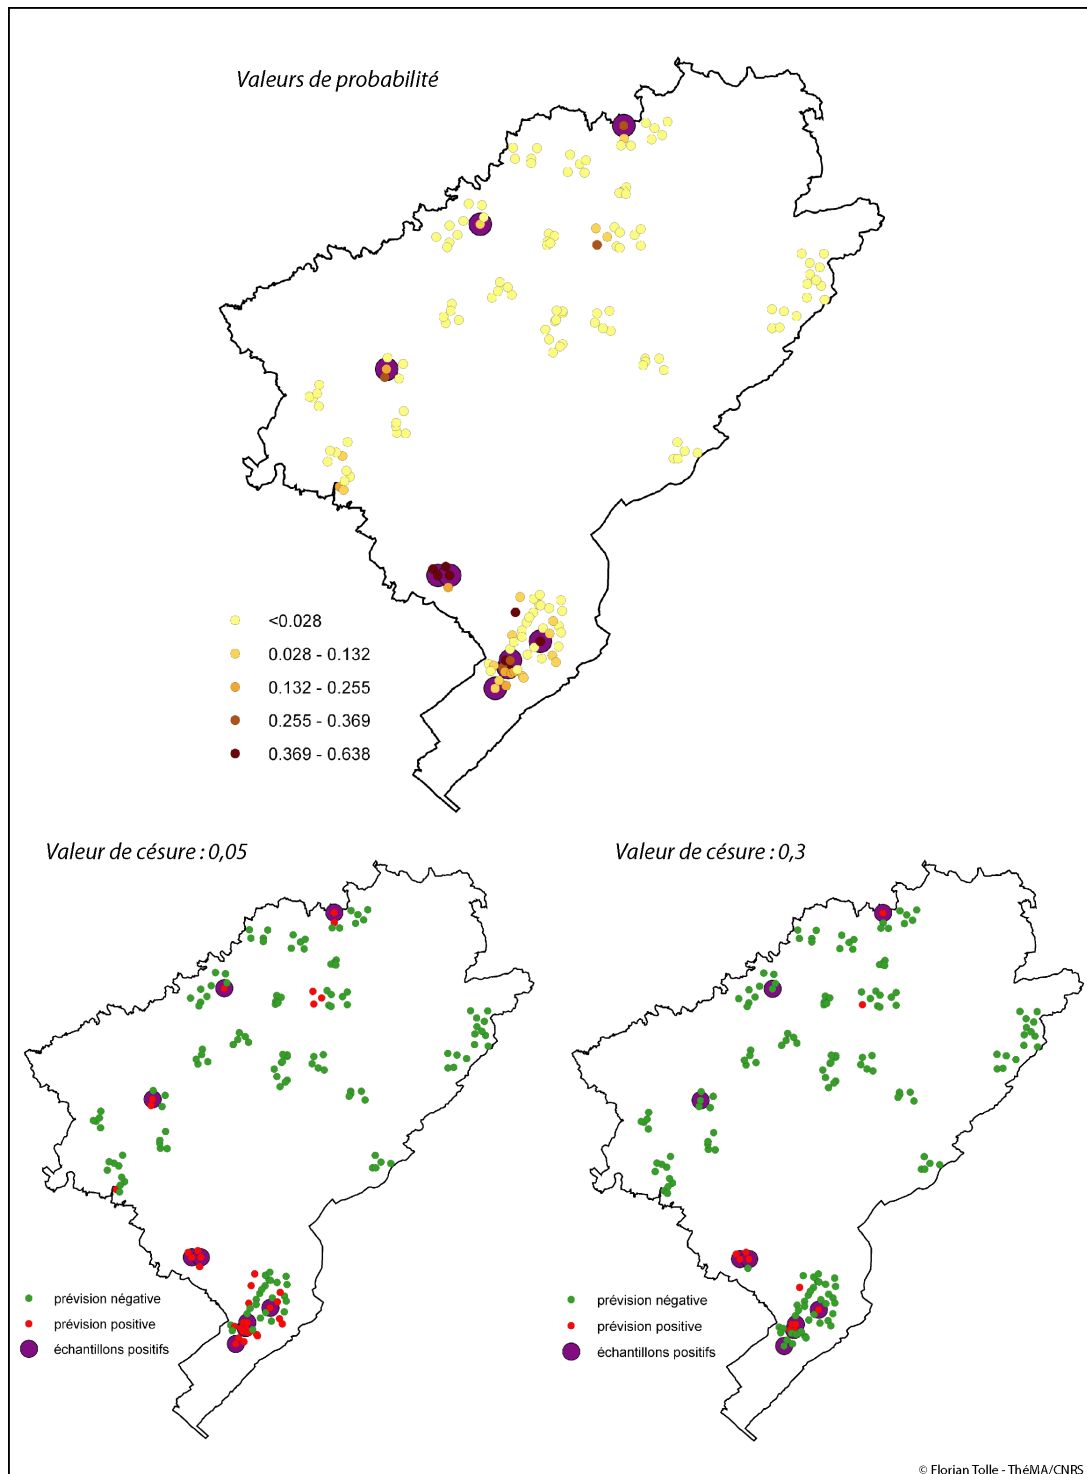 Valeurs de probabilité
<0.028
0.028 - 0.132
0.132 - 0.255
0.255 - 0.369
0.369 - 0.638
Valeur de césure : 0,05
Valeur de césure : 0,3
prévision négative
prévision positive
échantillons positifs
prévision négative
prévision positive
échantillons positifs
© Florian Tolle - ThéMA/CNRS